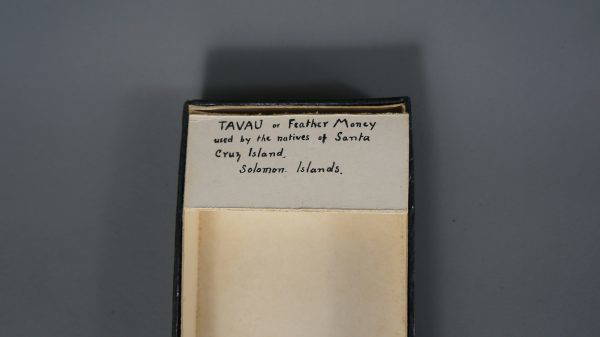 TAVAU or Feather Money
used by the natives of Santa
Cruz Island.
Solomon Islands.